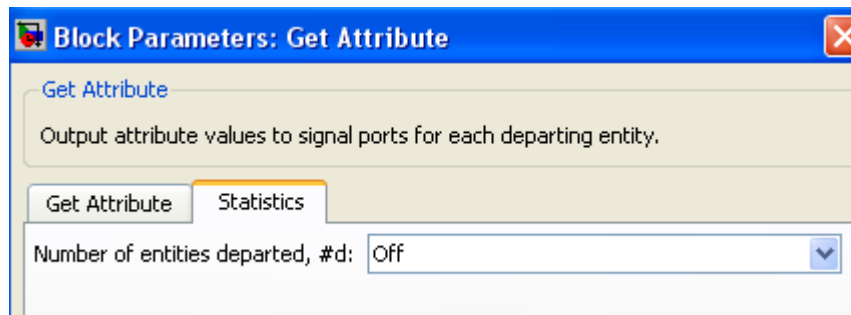 Block Parameters: Get Attribute
Get Attribute
Output attribute values to signal ports for each departing entity.
Get Attribute Statistics
Number of entities departed, #d: Off